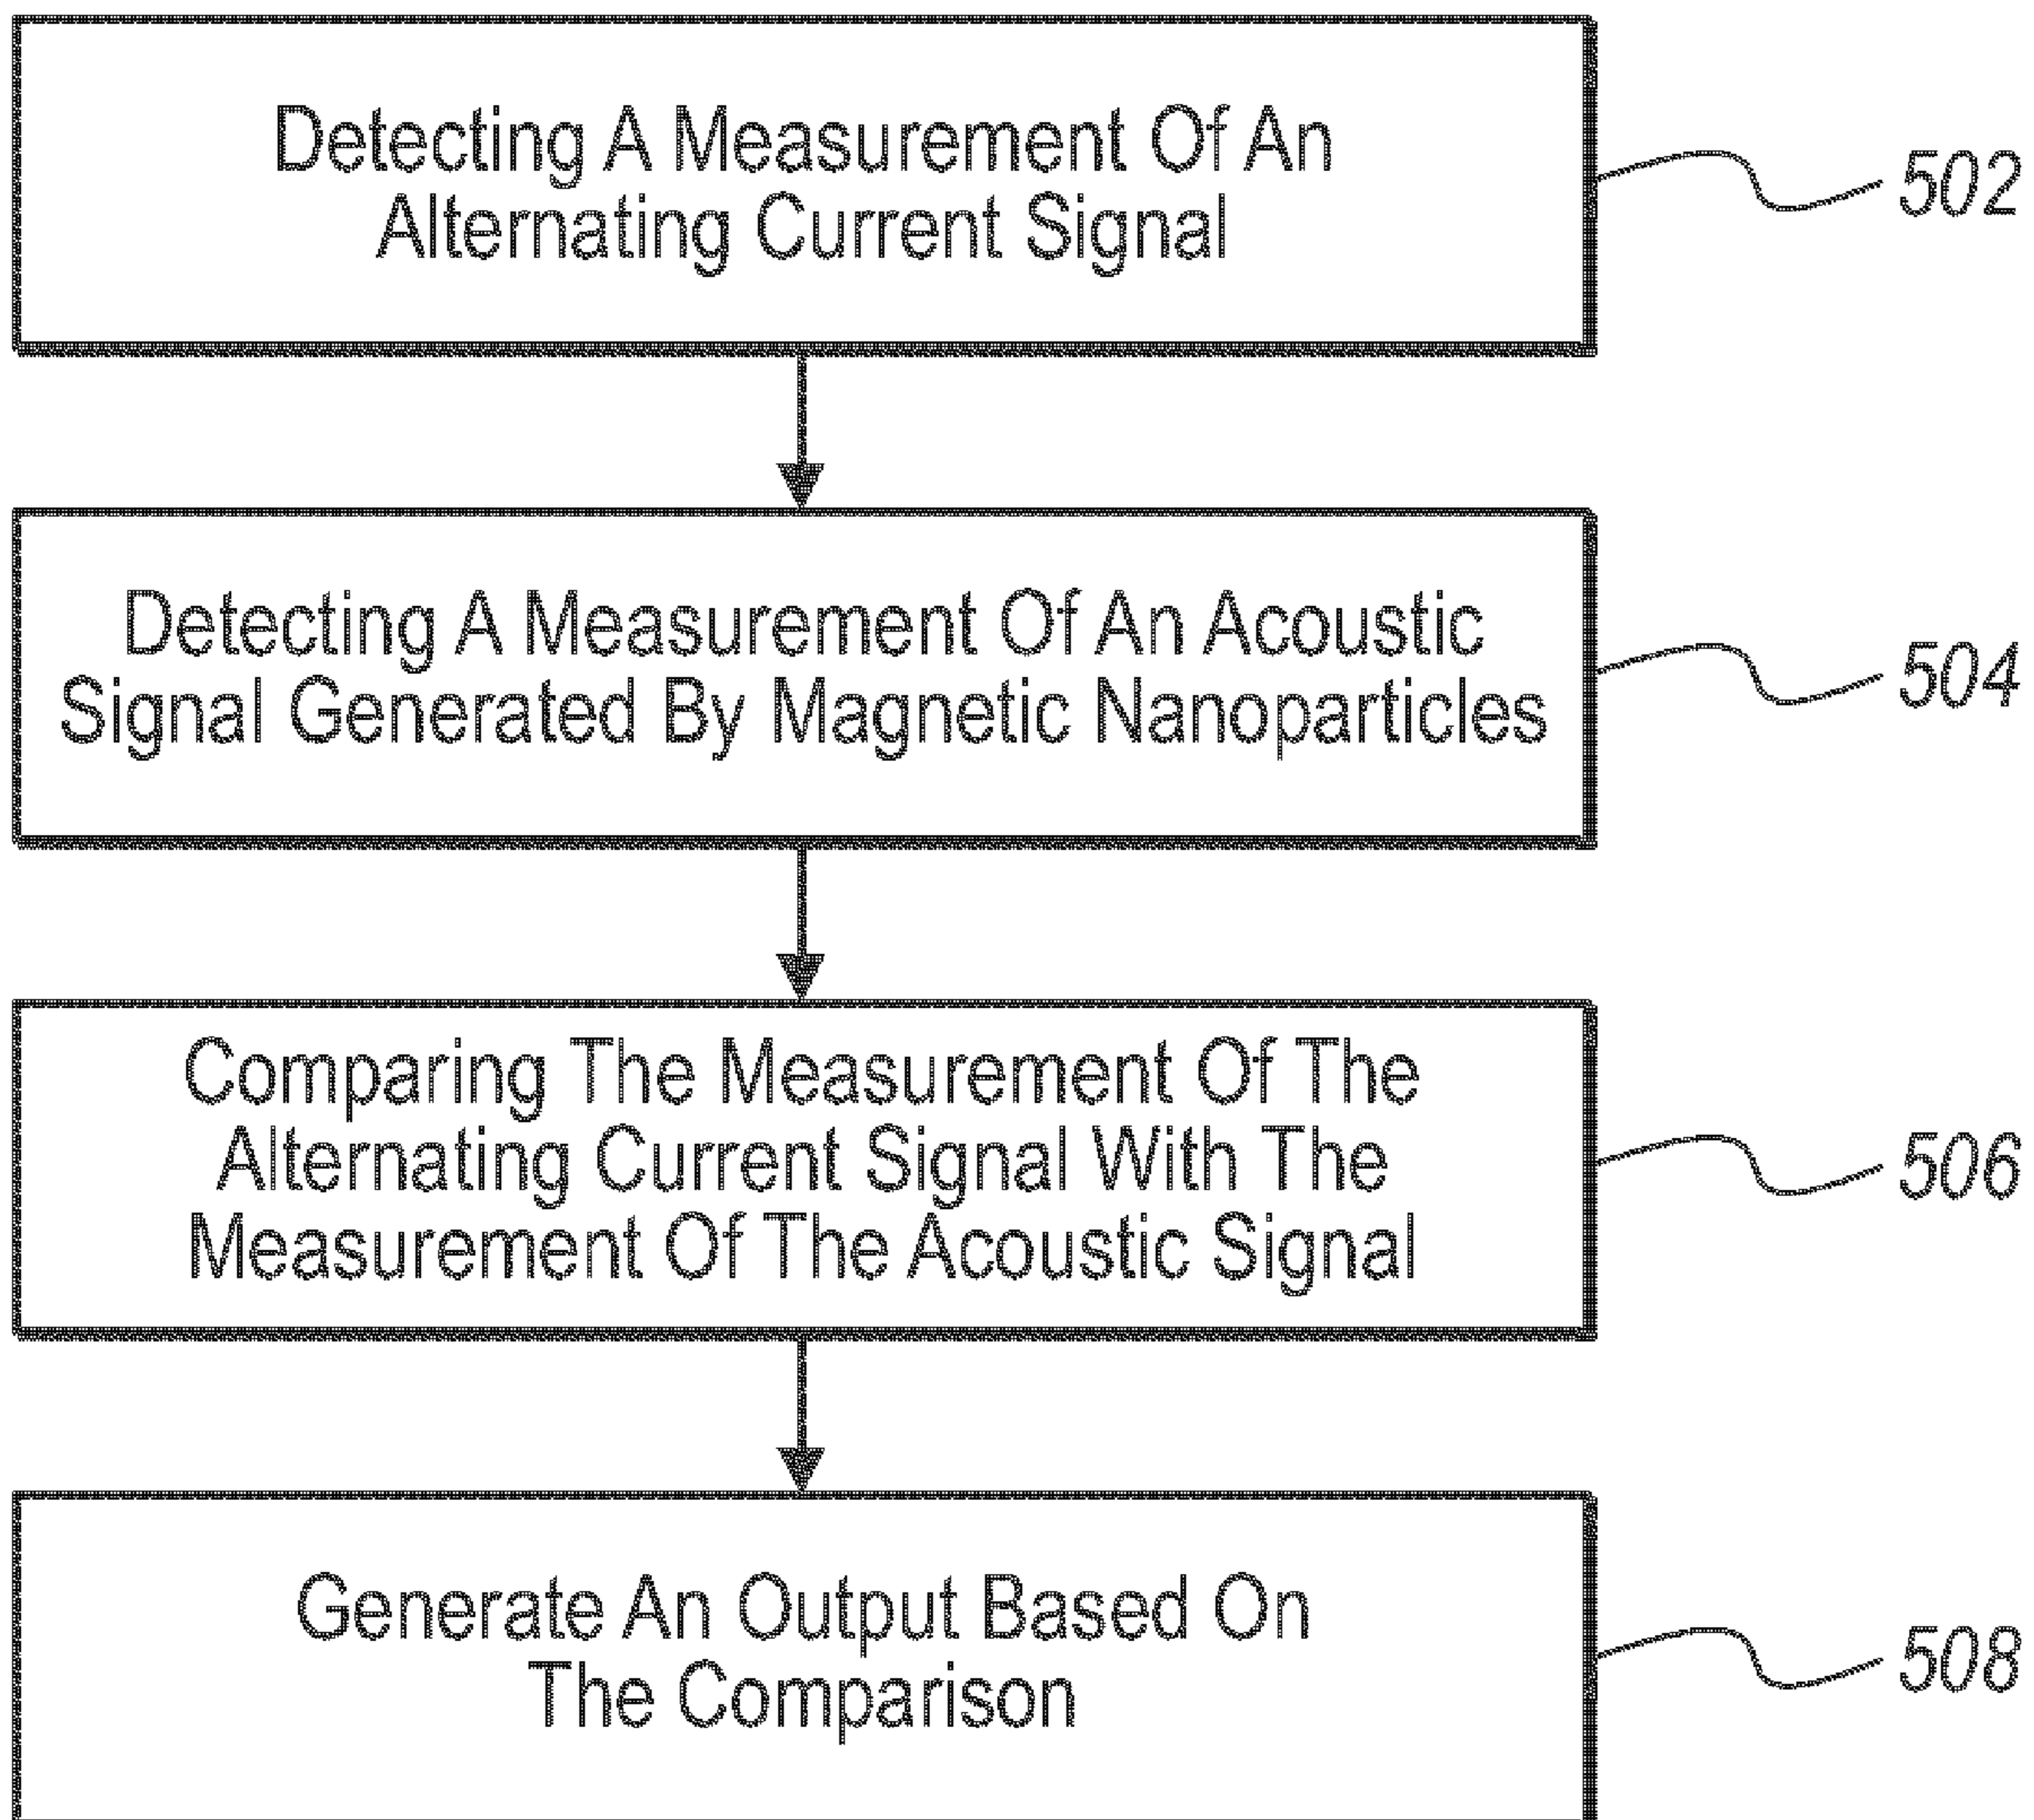 Detecting A Measurement Of An
Alternating Current Signal
502
Detecting A Measurement Of An Acoustic
Signal Generated By Magnetic Nanoparticles
504
Comparing The Measurement Of The
Alternating Current Signal With The
Measurement Of The Acoustic Signal
506
Generate An Output Based On
The Comparison
508